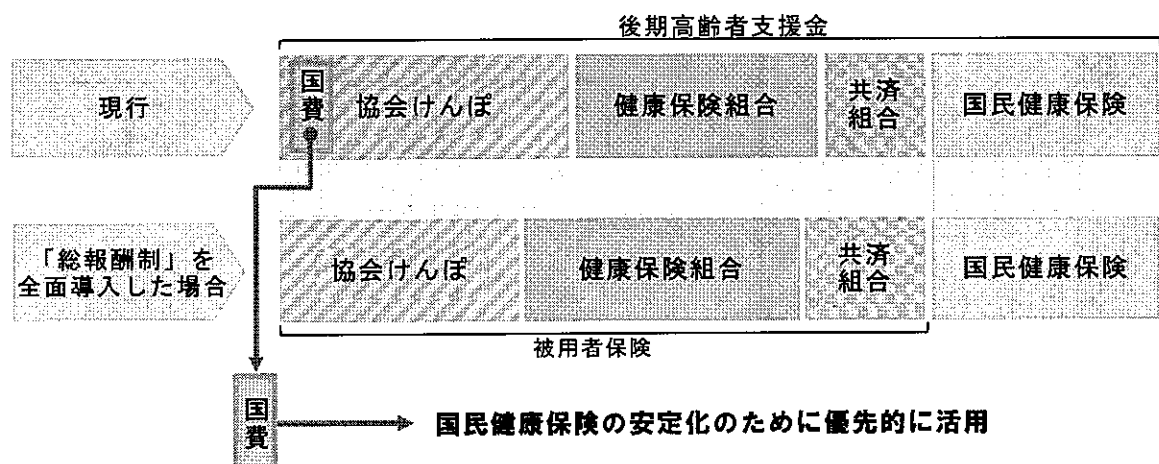 後期高齢者支援金
現行
国費
協会けんぽ
健康保険組合
共済
組合
国民健康保険
「総報酬制」を
全面導入した場合
協会けんぽ
健康保険組合
共済
組合
国民健康保険
被用者保険
国費
国民健康保険の安定化のために優先的に活用